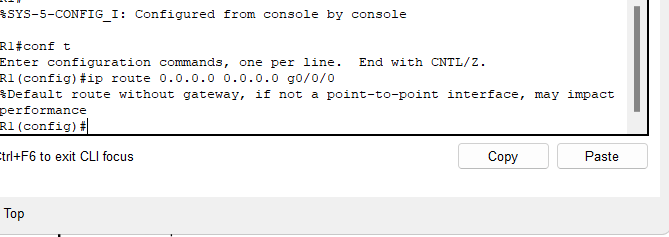 R1#
%SYS-5-CONFIG_I: Configured from console by console
R1#conf t
Enter configuration commands, one per line.  End with CNTL/Z.
R1(config)#ip route 0.0.0.0 0.0.0.0 g0/0/0
%Default route without gateway, if not a point-to-point interface, may impact
performance
R1(config)#
Ctrl+F6 to exit CLI focus
Copy
Paste
Top